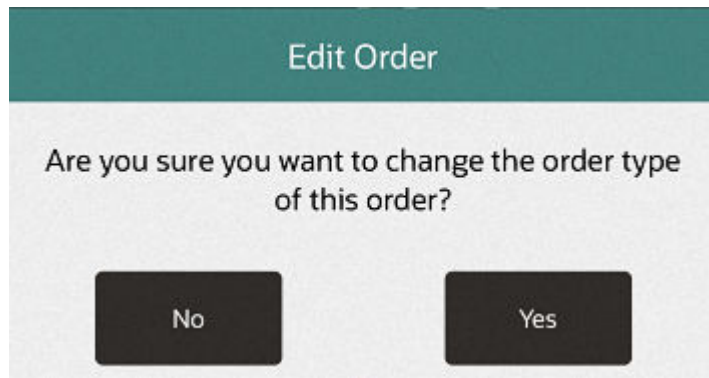 Edit Order
Are you sure you want to change the order type
of this order?
No
Yes